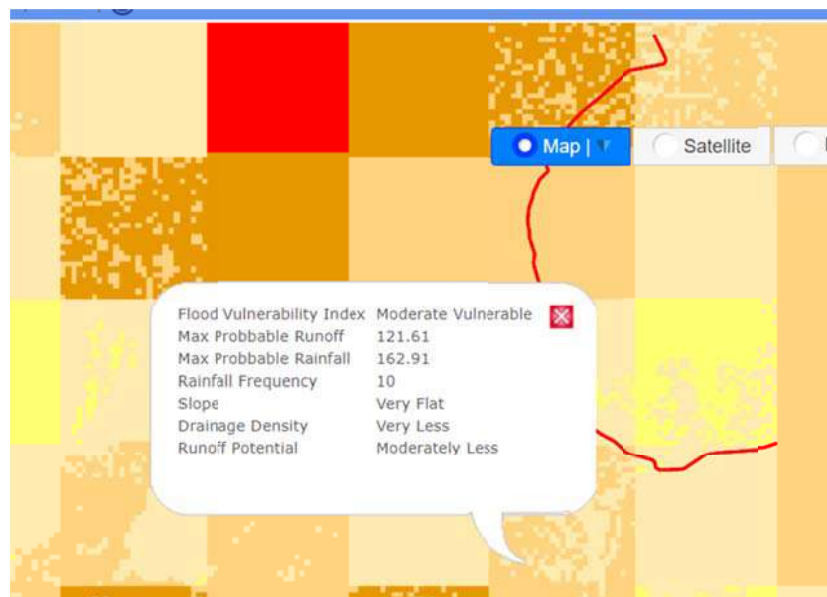 Map |
Satellite
Flood Vulnerability Index Moderate Vulnerable
Max Probbable Runoff 121.61
Max Probbable Rainfall 162.91
Rainfall Frequency 10
Slope Very Flat
Drainage Density Very Less
Runoff Potential Moderately Less